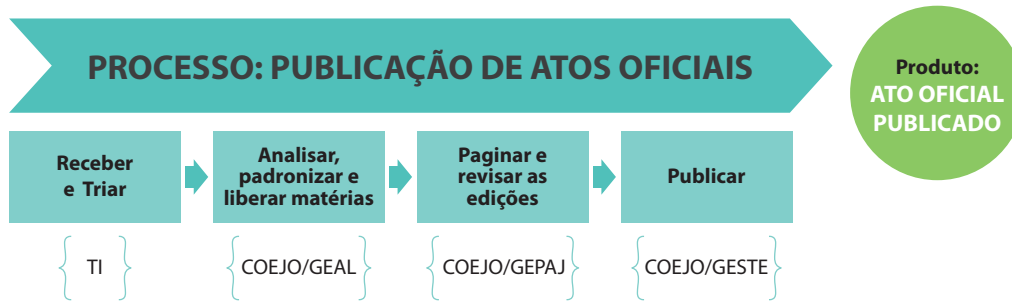 PROCESSO: PUBLICAÇÃO DE ATOS OFICIAIS
Produto:
ATO OFICIAL
PUBLICADO
Receber
e Triar
Analisar,
padronizar e
liberar matérias
Paginar e
revisar as
edições
Publicar
TI
COEJO/GEAL
COEJO/GEPAJ
COEJO/GESTE